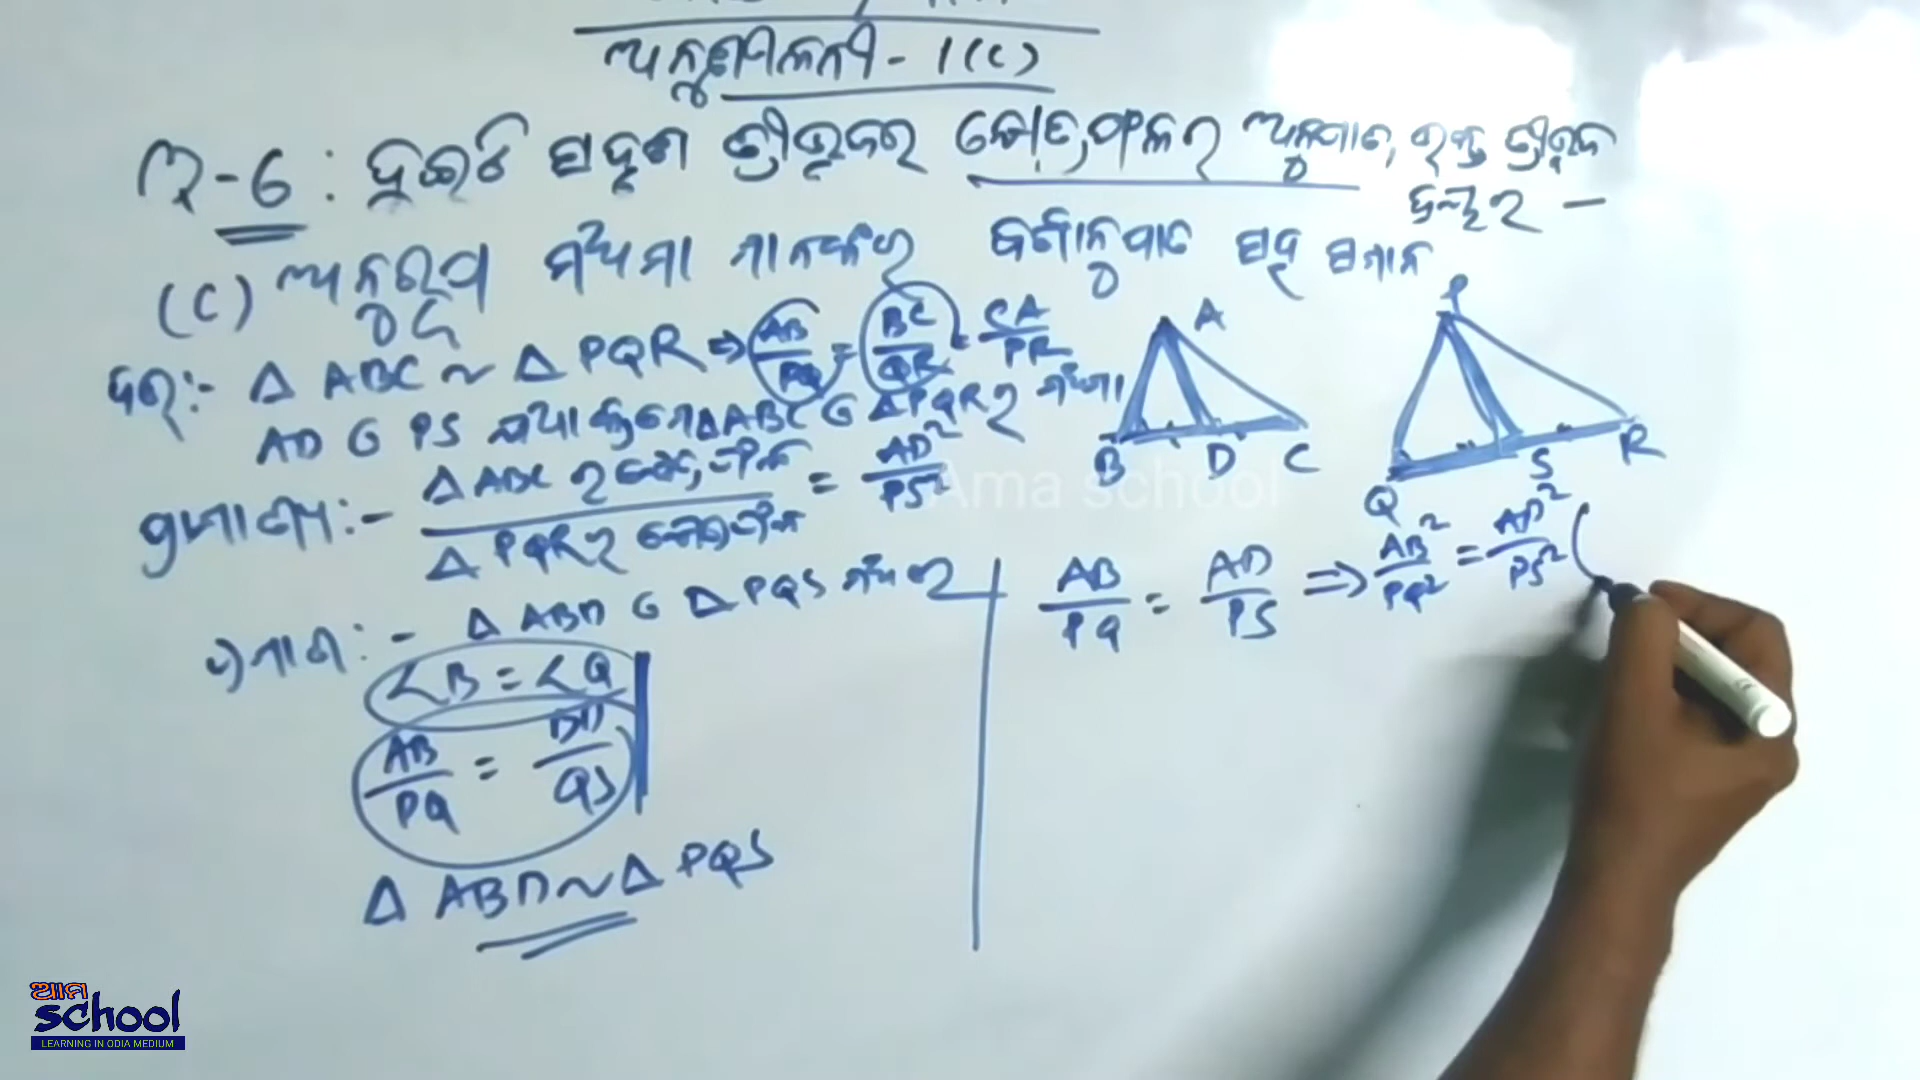 ଅନୁଶୀଳନୀ - 1(c)
Q-6 : ଦୁଇଟି ସଦୃଶ ତ୍ରିଭୁଜର କ୍ଷେତ୍ରଫଳର ଅନୁପାତ, ଉକ୍ତ ତ୍ରିଭୁଜ
ଦ୍ୱୟର –
(C) ଅନୁରୂପ ମଧ୍ୟମା ମାନଙ୍କର ବର୍ଗାନୁପାତ ସହ ସମାନ
ଦତ୍ତ:- Δ ABC ~ Δ PQR ⇒ AB/PQ = BC/QR = CA/PR
AD ଓ PS ଯଥାକ୍ରମେ Δ ABC ଓ Δ PQR ର ମଧ୍ୟମା
ପ୍ରାମାଣ୍ୟ:- Δ ABC ର କ୍ଷେତ୍ରଫଳ / Δ PQR ର କ୍ଷେତ୍ରଫଳ = AD²/PS²
ପ୍ରମାଣ:- Δ ABD ଓ Δ PQS ମଧ୍ୟରେ
∠B = ∠Q
AB/PQ = BD/QS
Δ ABD ~ Δ PQS
AB/PQ = AD/PS ⇒ AB²/PQ² = AD²/PS² (
A
B D C
P
Q S R
Ama school
ଆମ
school
LEARNING IN ODIA MEDIUM